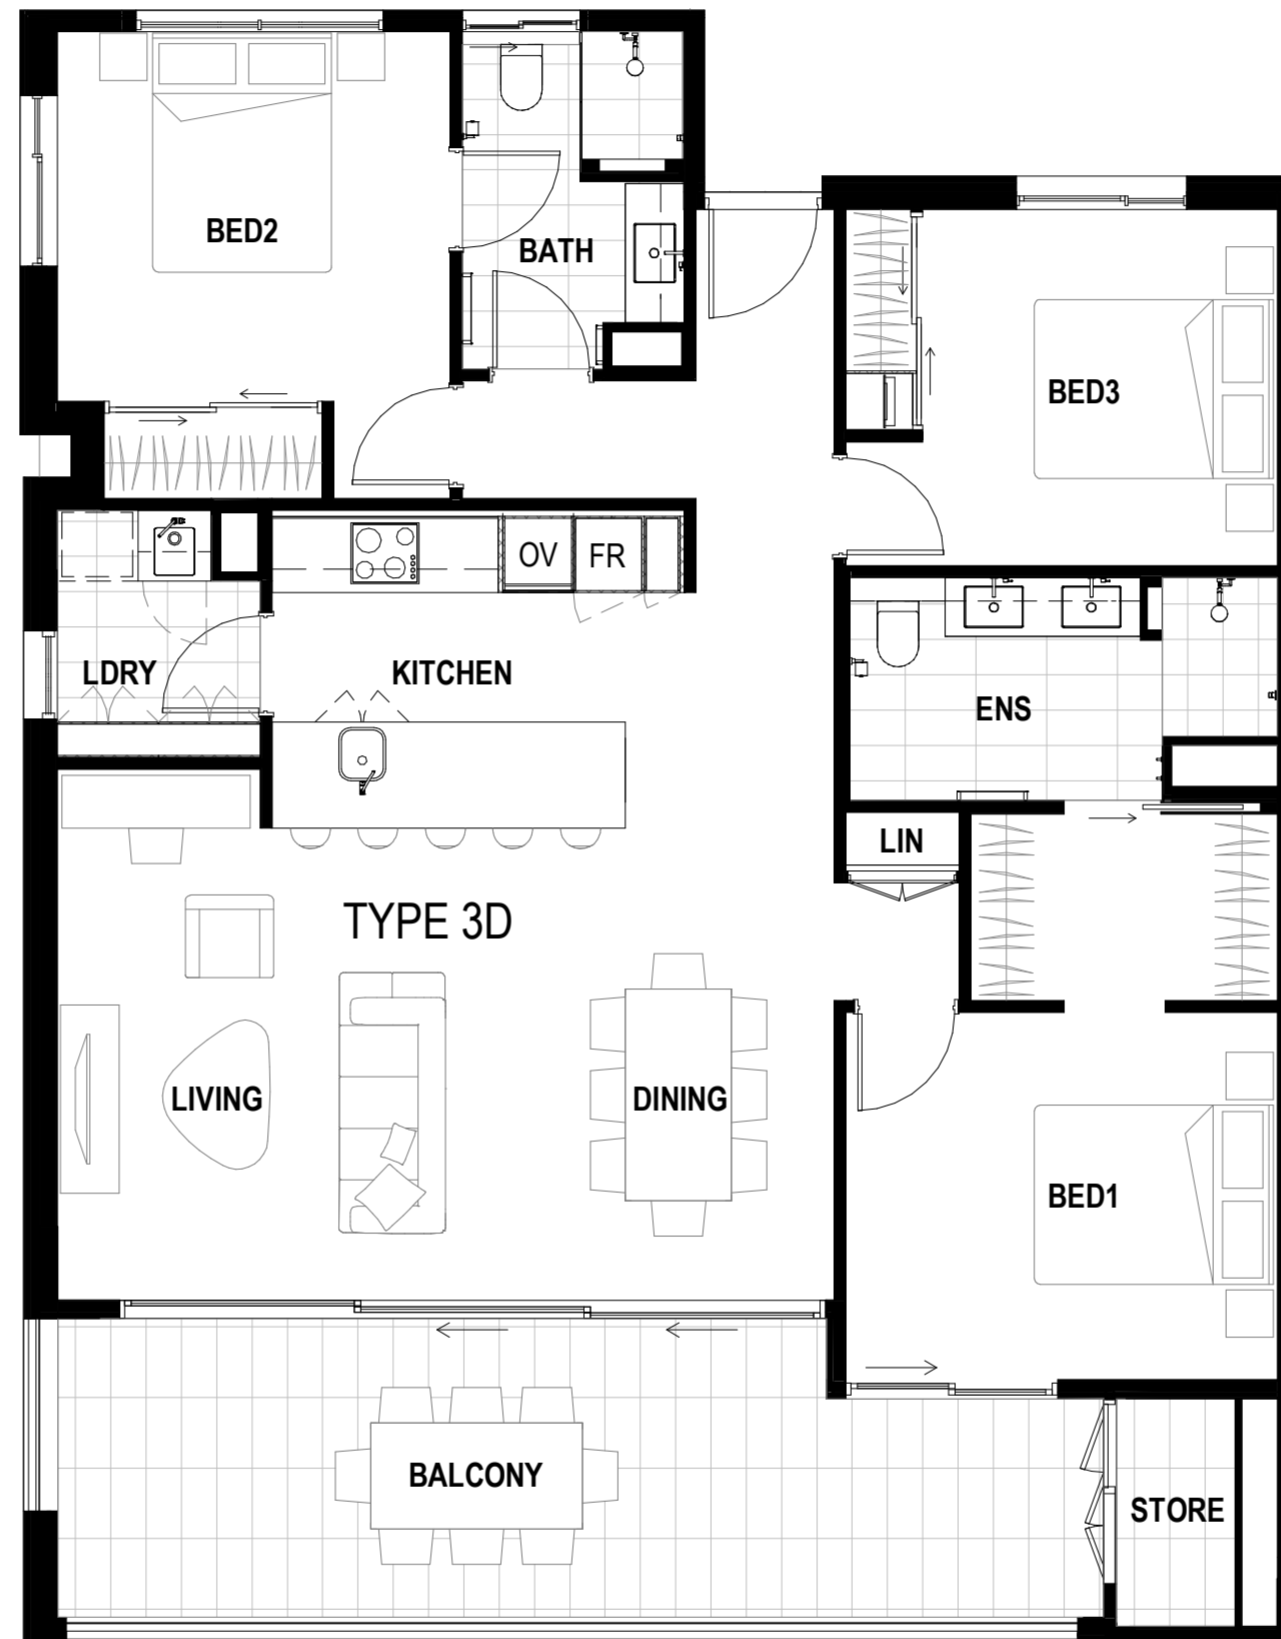 BED2
BATH
BED3
OV
FR
LDRY
KITCHEN
ENS
LIN
TYPE 3D
LIVING
DINING
BED1
BALCONY
STORE